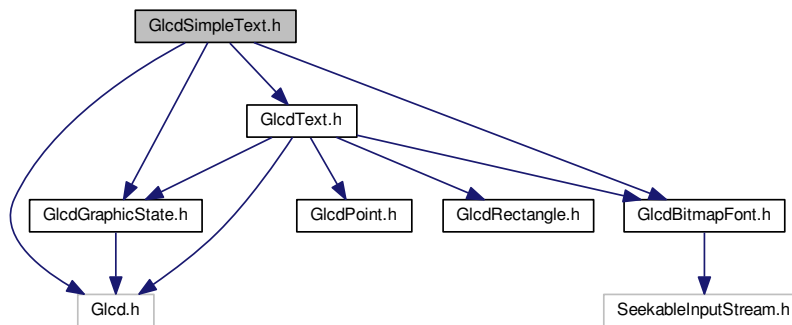 GlcdSimpleText.h
GlcdText.h
GlcdGraphicState.h
GlcdPoint.h
GlcdRectangle.h
GlcdBitmapFont.h
Glcd.h
SeekableInputStream.h